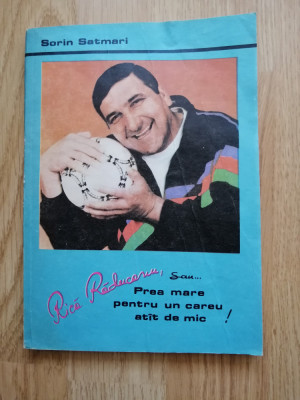 Sorin Satmari
Rică Răducanu, sau...
Prea mare
pentru un careu
atît de mic !